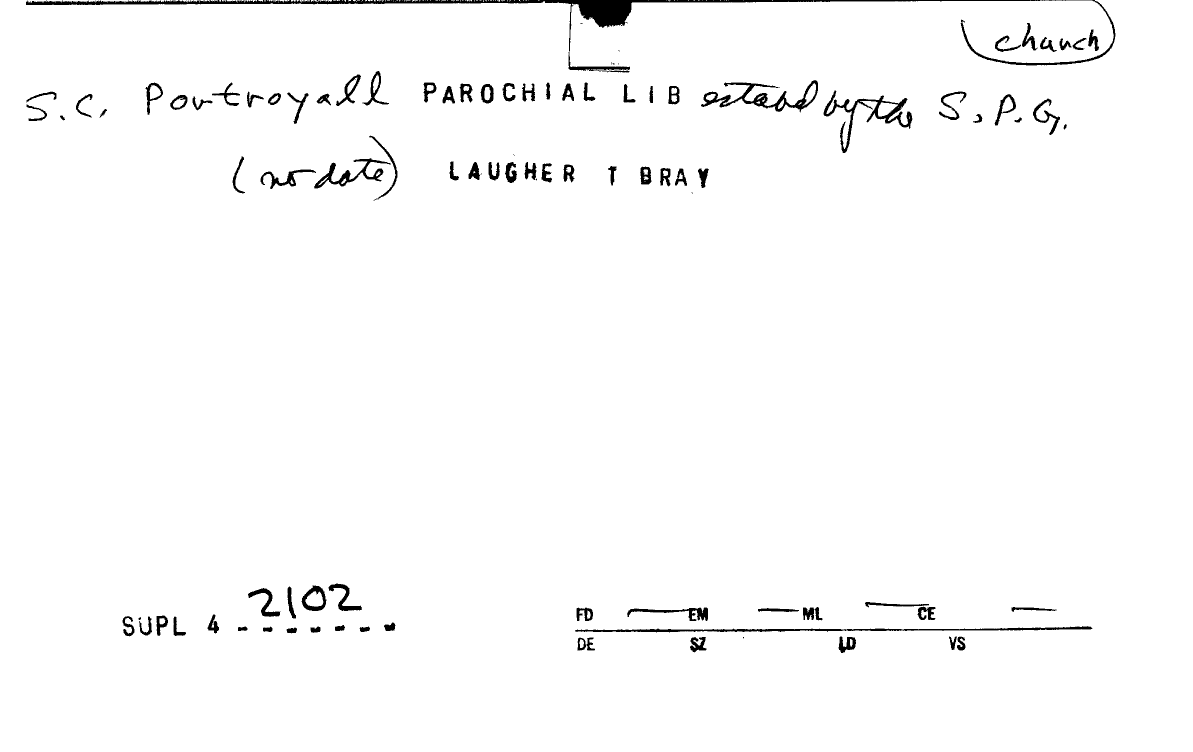 church
S.C. Portroyall PAROCHIAL LIB estabd by the S.P.G.
(no date) LAUGHER T BRAY
SUPL 4 2102
FD EM ML CE
DE SZ LD VS